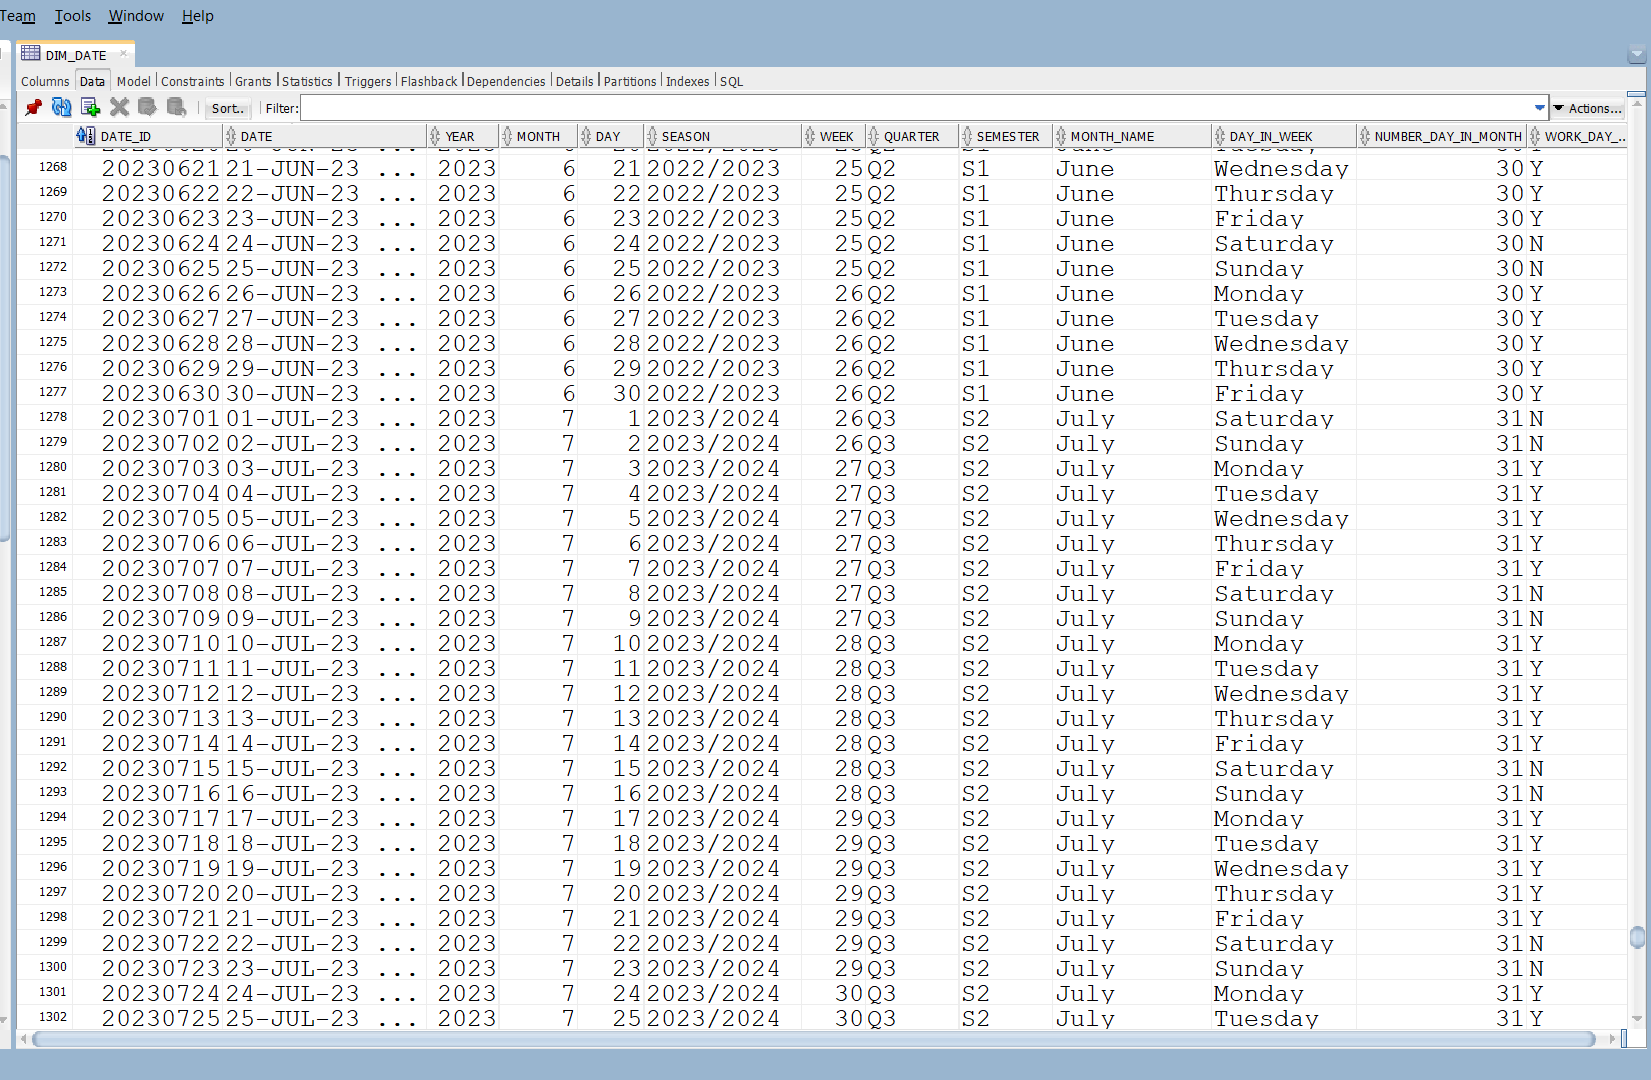 Team Tools Window Help
DIM_DATE
Columns Data Model Constraints Grants Statistics Triggers Flashback Dependencies Details Partitions Indexes SQL
Sort.. Filter: Actions...
DATE_ID DATE YEAR MONTH DAY SEASON WEEK QUARTER SEMESTER MONTH_NAME DAY_IN_WEEK NUMBER_DAY_IN_MONTH WORK_DAY_...
1268 20230621 21-JUN-23 ... 2023 6 21 2022/2023 25 Q2 S1 June Wednesday 30 Y
1269 20230622 22-JUN-23 ... 2023 6 22 2022/2023 25 Q2 S1 June Thursday 30 Y
1270 20230623 23-JUN-23 ... 2023 6 23 2022/2023 25 Q2 S1 June Friday 30 Y
1271 20230624 24-JUN-23 ... 2023 6 24 2022/2023 25 Q2 S1 June Saturday 30 N
1272 20230625 25-JUN-23 ... 2023 6 25 2022/2023 25 Q2 S1 June Sunday 30 N
1273 20230626 26-JUN-23 ... 2023 6 26 2022/2023 26 Q2 S1 June Monday 30 Y
1274 20230627 27-JUN-23 ... 2023 6 27 2022/2023 26 Q2 S1 June Tuesday 30 Y
1275 20230628 28-JUN-23 ... 2023 6 28 2022/2023 26 Q2 S1 June Wednesday 30 Y
1276 20230629 29-JUN-23 ... 2023 6 29 2022/2023 26 Q2 S1 June Thursday 30 Y
1277 20230630 30-JUN-23 ... 2023 6 30 2022/2023 26 Q2 S1 June Friday 30 Y
1278 20230701 01-JUL-23 ... 2023 7 1 2023/2024 26 Q3 S2 July Saturday 31 N
1279 20230702 02-JUL-23 ... 2023 7 2 2023/2024 26 Q3 S2 July Sunday 31 N
1280 20230703 03-JUL-23 ... 2023 7 3 2023/2024 27 Q3 S2 July Monday 31 Y
1281 20230704 04-JUL-23 ... 2023 7 4 2023/2024 27 Q3 S2 July Tuesday 31 Y
1282 20230705 05-JUL-23 ... 2023 7 5 2023/2024 27 Q3 S2 July Wednesday 31 Y
1283 20230706 06-JUL-23 ... 2023 7 6 2023/2024 27 Q3 S2 July Thursday 31 Y
1284 20230707 07-JUL-23 ... 2023 7 7 2023/2024 27 Q3 S2 July Friday 31 Y
1285 20230708 08-JUL-23 ... 2023 7 8 2023/2024 27 Q3 S2 July Saturday 31 N
1286 20230709 09-JUL-23 ... 2023 7 9 2023/2024 27 Q3 S2 July Sunday 31 N
1287 20230710 10-JUL-23 ... 2023 7 10 2023/2024 28 Q3 S2 July Monday 31 Y
1288 20230711 11-JUL-23 ... 2023 7 11 2023/2024 28 Q3 S2 July Tuesday 31 Y
1289 20230712 12-JUL-23 ... 2023 7 12 2023/2024 28 Q3 S2 July Wednesday 31 Y
1290 20230713 13-JUL-23 ... 2023 7 13 2023/2024 28 Q3 S2 July Thursday 31 Y
1291 20230714 14-JUL-23 ... 2023 7 14 2023/2024 28 Q3 S2 July Friday 31 Y
1292 20230715 15-JUL-23 ... 2023 7 15 2023/2024 28 Q3 S2 July Saturday 31 N
1293 20230716 16-JUL-23 ... 2023 7 16 2023/2024 28 Q3 S2 July Sunday 31 N
1294 20230717 17-JUL-23 ... 2023 7 17 2023/2024 29 Q3 S2 July Monday 31 Y
1295 20230718 18-JUL-23 ... 2023 7 18 2023/2024 29 Q3 S2 July Tuesday 31 Y
1296 20230719 19-JUL-23 ... 2023 7 19 2023/2024 29 Q3 S2 July Wednesday 31 Y
1297 20230720 20-JUL-23 ... 2023 7 20 2023/2024 29 Q3 S2 July Thursday 31 Y
1298 20230721 21-JUL-23 ... 2023 7 21 2023/2024 29 Q3 S2 July Friday 31 Y
1299 20230722 22-JUL-23 ... 2023 7 22 2023/2024 29 Q3 S2 July Saturday 31 N
1300 20230723 23-JUL-23 ... 2023 7 23 2023/2024 29 Q3 S2 July Sunday 31 N
1301 20230724 24-JUL-23 ... 2023 7 24 2023/2024 30 Q3 S2 July Monday 31 Y
1302 20230725 25-JUL-23 ... 2023 7 25 2023/2024 30 Q3 S2 July Tuesday 31 Y